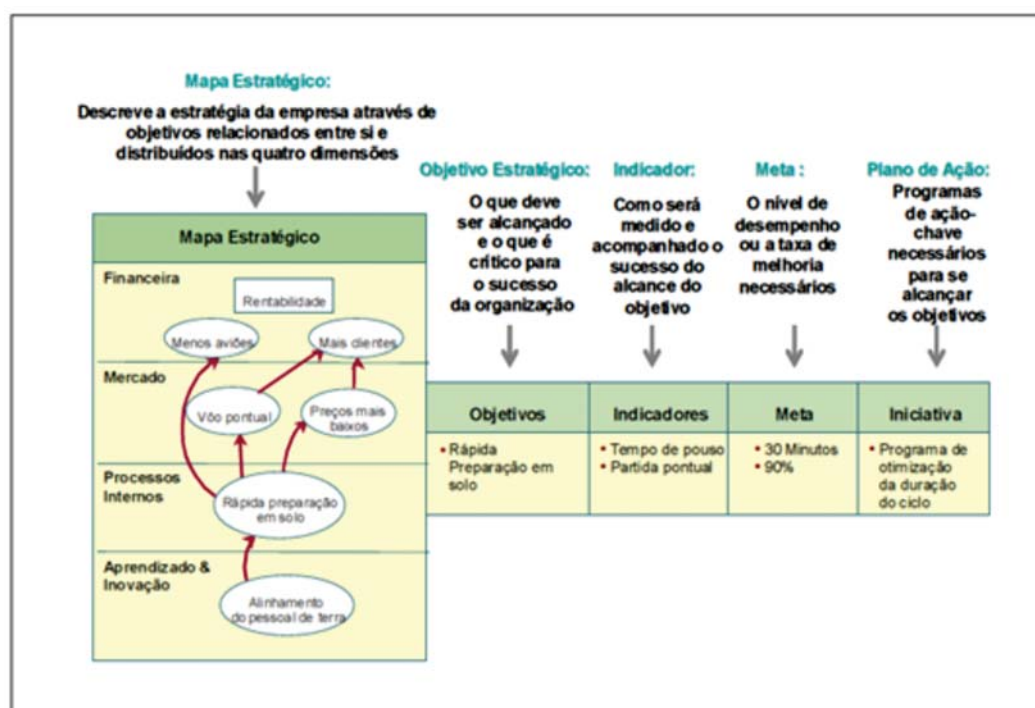 Mapa Estratégico:
Descreve a estratégia da empresa através de
objetivos relacionados entre si e
distribuídos nas quatro dimensões
Objetivo Estratégico:
O que deve
ser alcançado
e o que é
crítico para
o sucesso
da organização
Indicador:
Como será
medido e
acompanhado o
sucesso do
alcance do
objetivo
Meta :
O nível de
desempenho
ou a taxa de
melhoria
necessários
Plano de Ação:
Programas
de ação-
chave
necessários
para se
alcançar
os objetivos
Mapa Estratégico
Financeira
Rentabilidade
Menos aviões
Mais clientes
Mercado
Vôo pontual
Preços mais
baixos
Processos
Internos
Rápida preparação
em solo
Aprendizado &
Inovação
Alinhamento
do pessoal de terra
Objetivos
• Rápida
Preparação em
solo
Indicadores
• Tempo de pouso
• Partida pontual
Meta
• 30 Minutos
• 90%
Iniciativa
• Programa de
otimização
da duração
do ciclo